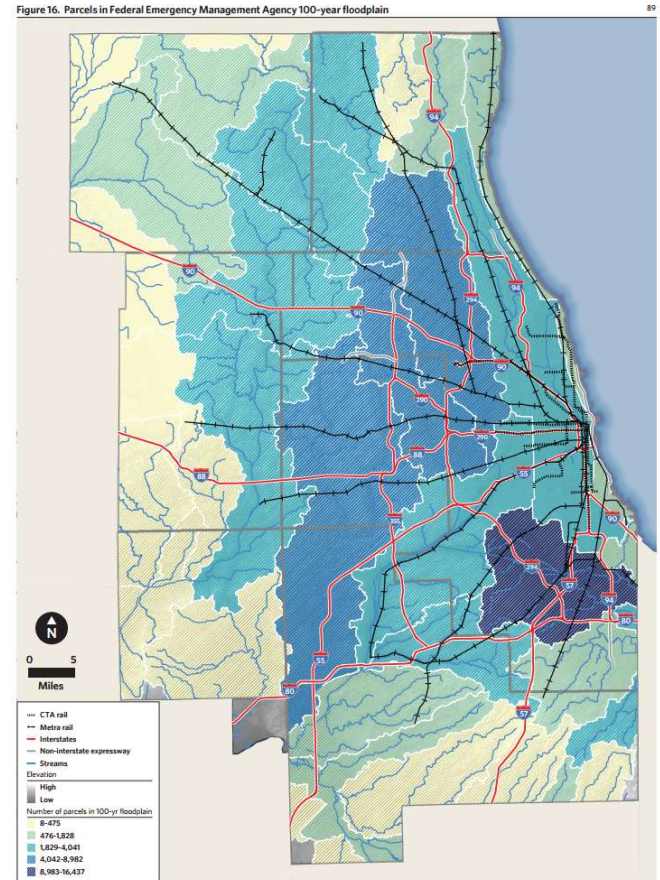 Figure 16. Parcels in Federal Emergency Management Agency 100-year floodplain
89
94
90
94
294
90
90
290
290
88
88
55
90
355
294
57
94
80
55
80
57
N
0 5
Miles
CTA rail
Metra rail
Interstates
Non-interstate expressway
Streams
Elevation
High
Low
Number of parcels in 100-yr floodplain
8-475
476-1,828
1,829-4,041
4,042-8,982
8,983-16,437